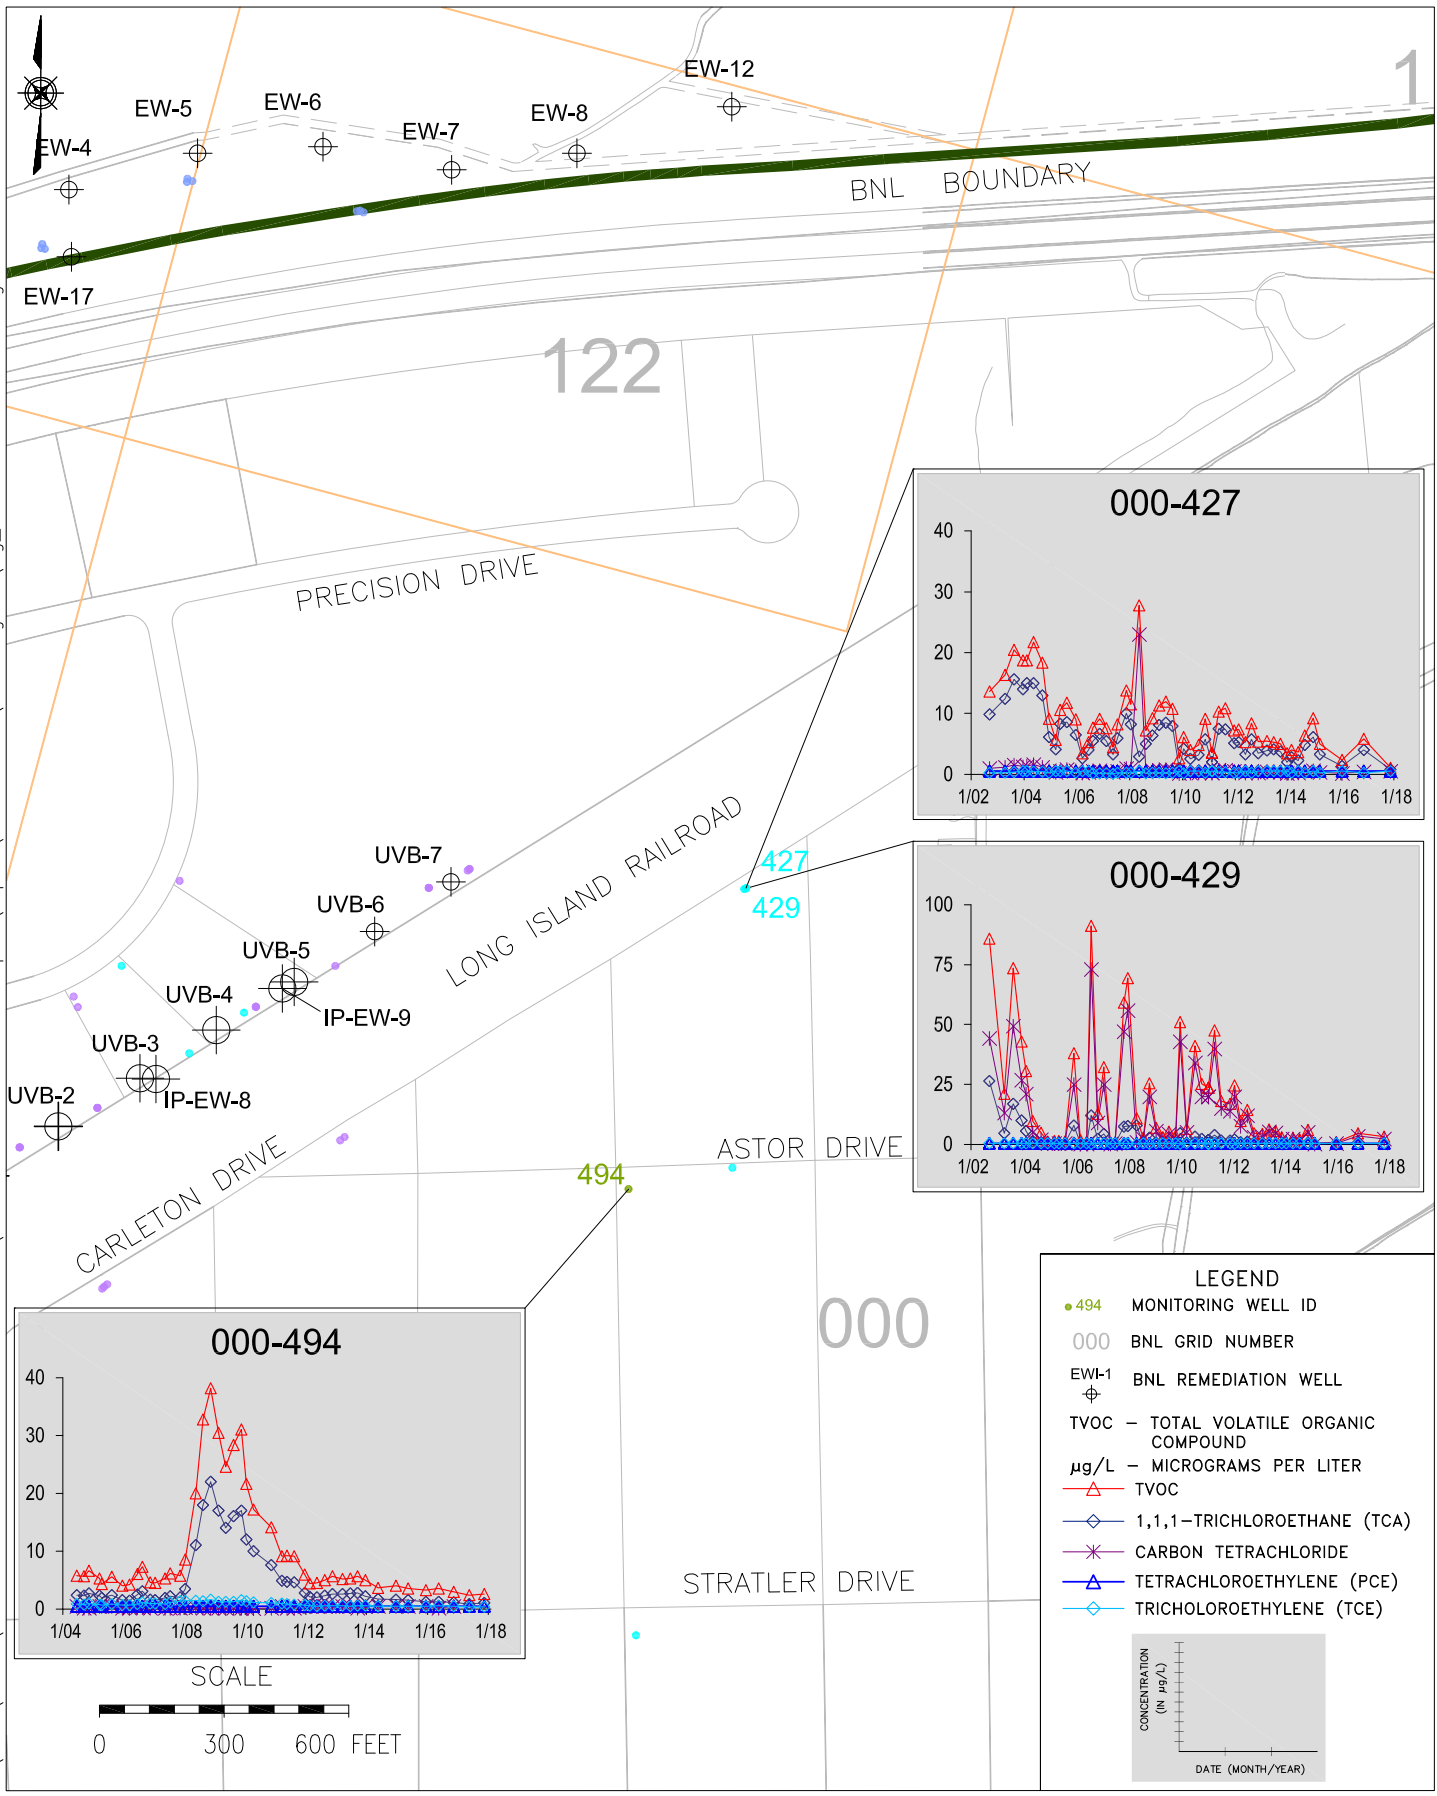 1
EW-12
EW-5
EW-6
EW-8
EW-7
EW-4
BNL BOUNDARY
EW-17
122
000-427
40
30
20
10
0
1/02 1/04 1/06 1/08 1/10 1/12 1/14 1/16 1/18
PRECISION DRIVE
LONG ISLAND RAILROAD
427
429
000-429
100
75
50
25
0
1/02 1/04 1/06 1/08 1/10 1/12 1/14 1/16 1/18
UVB-7
UVB-6
UVB-5
UVB-4
IP-EW-9
UVB-3
UVB-2
IP-EW-8
ASTOR DRIVE
494
CARLETON DRIVE
000
000-494
40
30
20
10
0
1/04 1/06 1/08 1/10 1/12 1/14 1/16 1/18
STRATLER DRIVE
SCALE
0 300 600 FEET
LEGEND
494 MONITORING WELL ID
000 BNL GRID NUMBER
EWI-1 BNL REMEDIATION WELL
TVOC – TOTAL VOLATILE ORGANIC
COMPOUND
µg/L – MICROGRAMS PER LITER
TVOC
1,1,1-TRICHLOROETHANE (TCA)
CARBON TETRACHLORIDE
TETRACHLOROETHYLENE (PCE)
TRICHOLOROETHYLENE (TCE)
CONCENTRATION
(IN µg/L)
DATE (MONTH/YEAR)